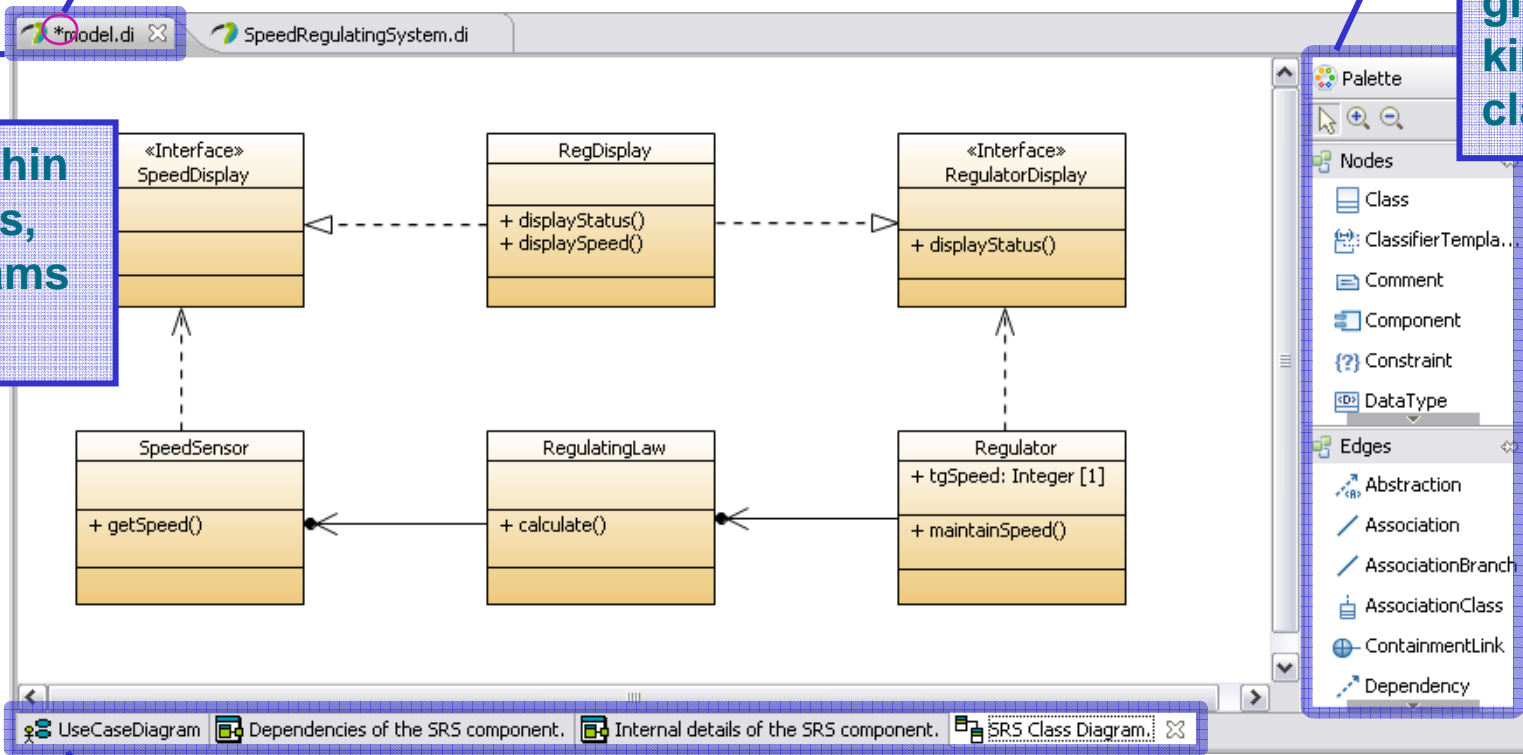 *model.di
SpeedRegulatingSystem.di
Palette
hin
s,
ams
«Interface»
SpeedDisplay
RegDisplay
+ displayStatus()
+ displaySpeed()
«Interface»
RegulatorDisplay
+ displayStatus()
SpeedSensor
+ getSpeed()
RegulatingLaw
+ calculate()
Regulator
+ tgSpeed: Integer [1]
+ maintainSpeed()
Nodes
Class
ClassifierTempla...
Comment
Component
{?} Constraint
<D> DataType
Edges
Abstraction
Association
AssociationBranch
AssociationClass
ContainmentLink
Dependency
UseCaseDiagram
Dependencies of the SRS component.
Internal details of the SRS component.
SRS Class Diagram.